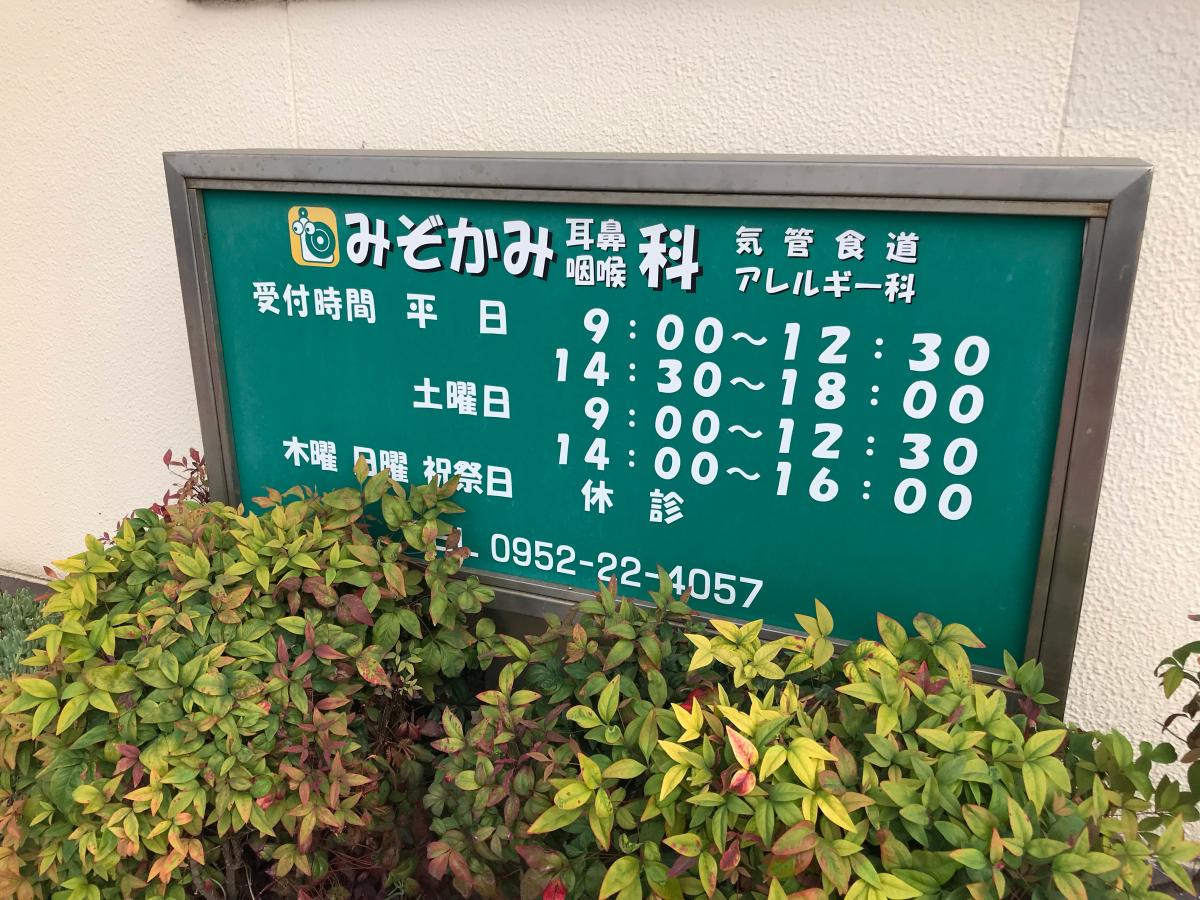 みぞかみ耳鼻咽喉科 気管食道アレルギー科
受付時間 平日 9:00～12:30
14:30～18:00
土曜日 9:00～12:30
14:00～16:00
木曜 日曜 祝祭日 休診
TEL 0952-22-4057